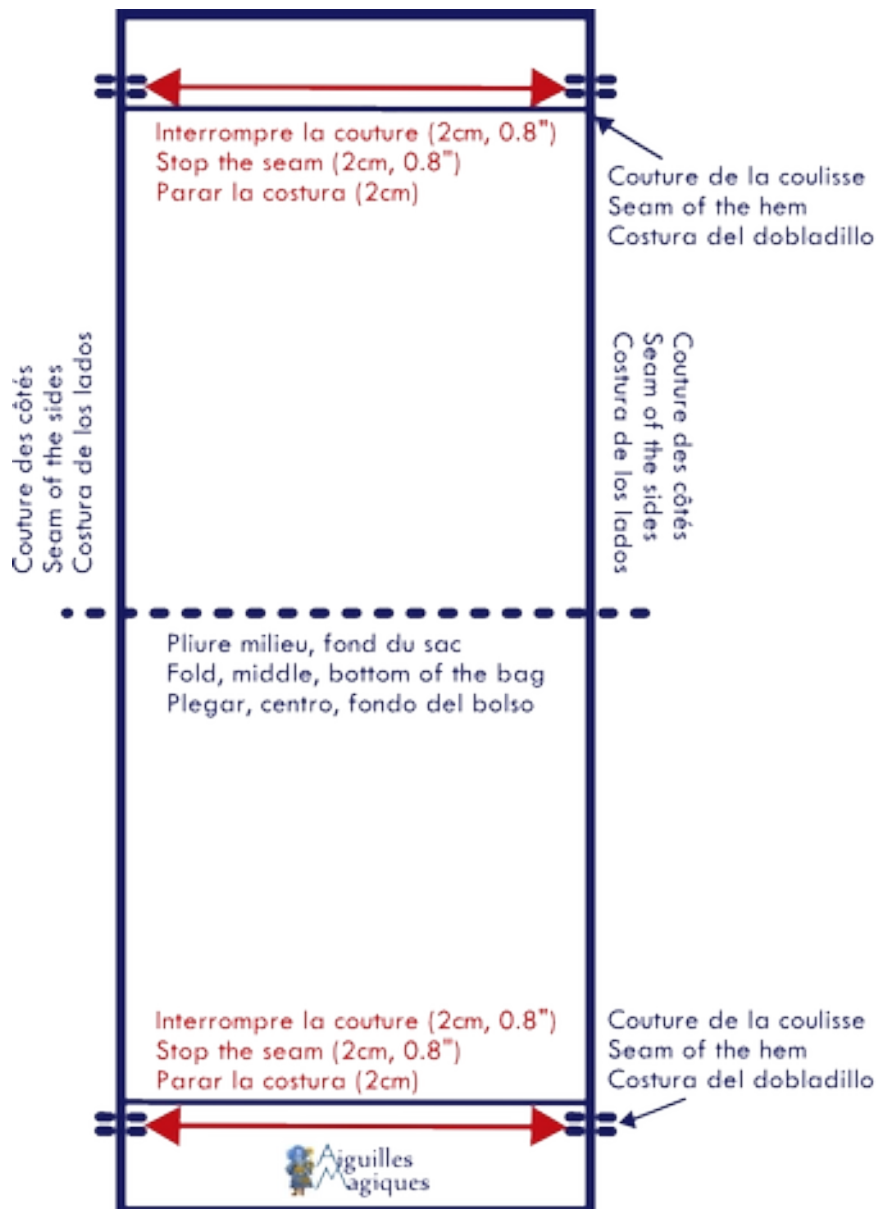 Interrompre la couture (2cm, 0.8")
Stop the seam (2cm, 0.8")
Parar la costura (2cm)
Couture de la coulisse
Seam of the hem
Costura del dobladillo
Couture des côtés
Seam of the sides
Costura de los lados
Couture des côtés
Seam of the sides
Costura de los lados
Pliure milieu, fond du sac
Fold, middle, bottom of the bag
Plegar, centro, fondo del bolso
Interrompre la couture (2cm, 0.8")
Stop the seam (2cm, 0.8")
Parar la costura (2cm)
Couture de la coulisse
Seam of the hem
Costura del dobladillo
Aiguilles
Magiques